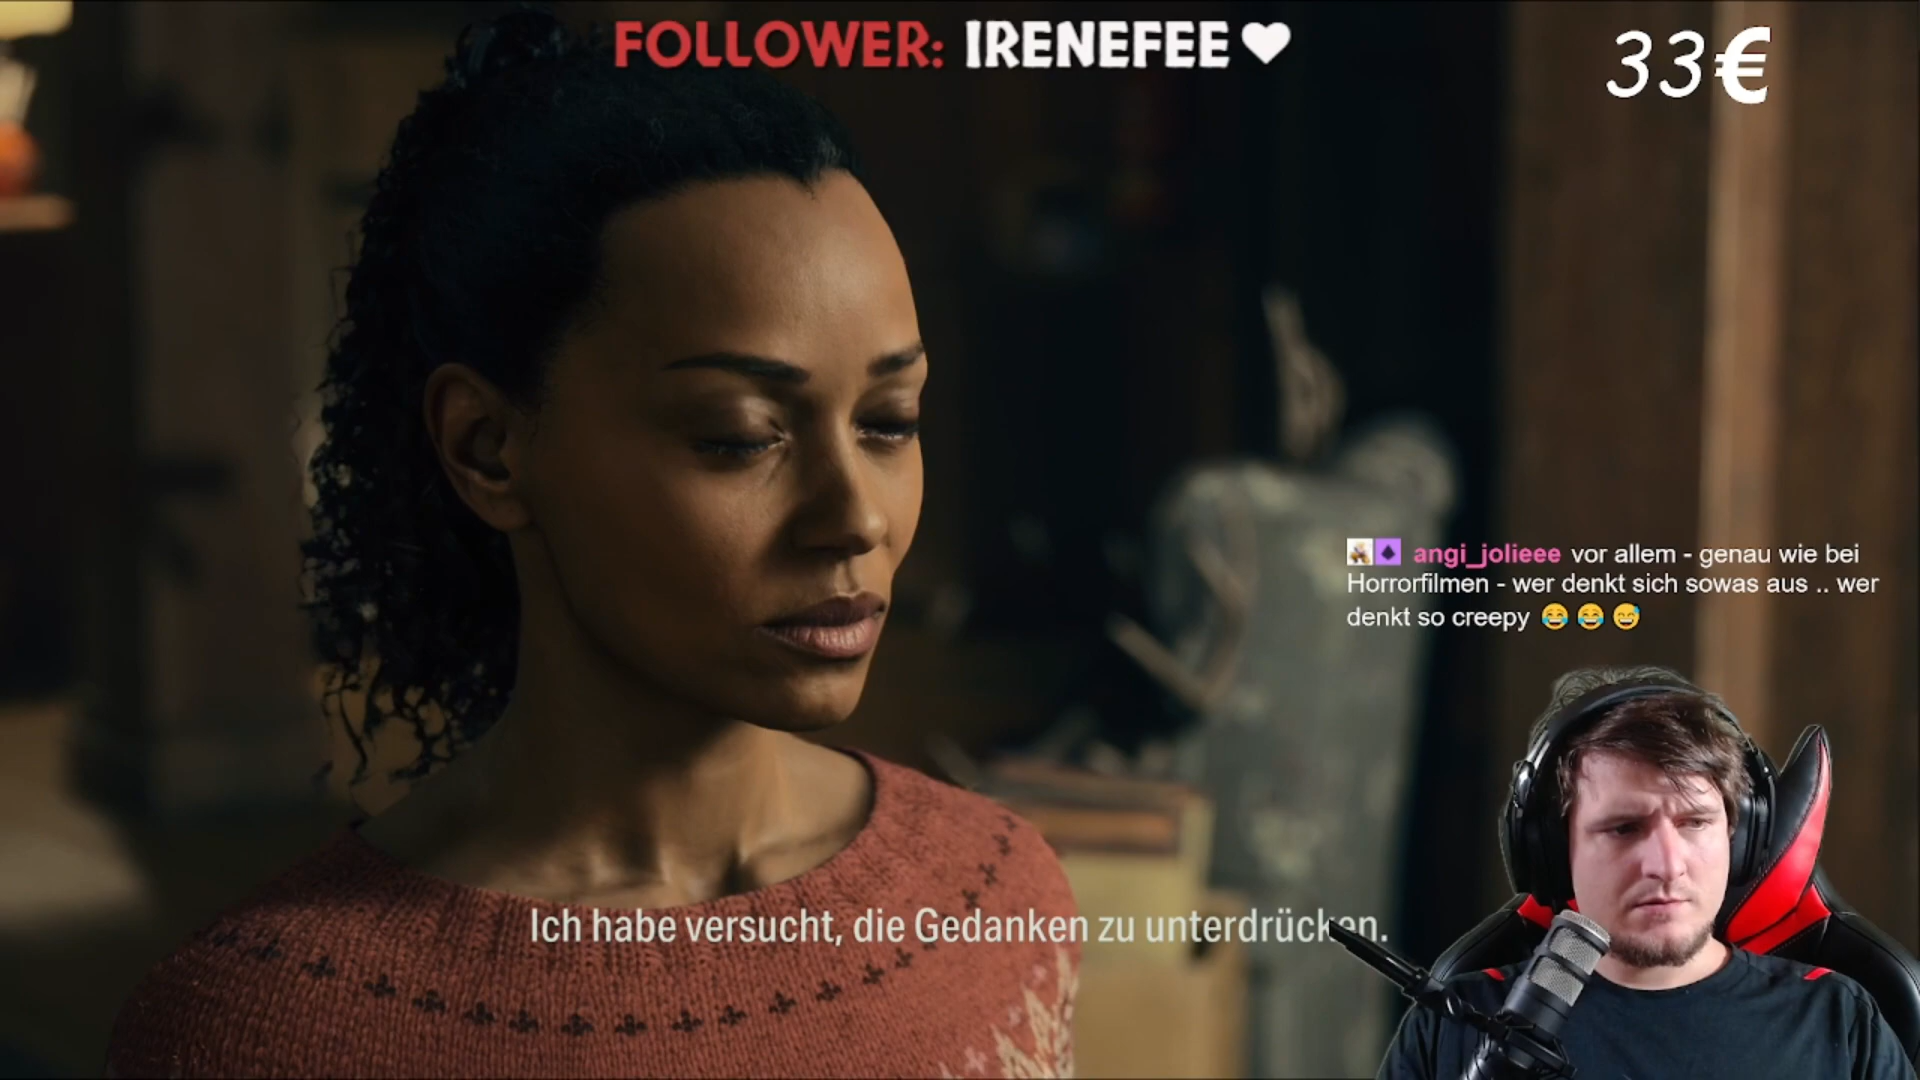 FOLLOWER: IRENEFEE🤍
33€
angi_jolieee vor allem - genau wie bei
Horrorfilmen - wer denkt sich sowas aus .. wer
denkt so creepy 😂 😂 😅
Ich habe versucht, die Gedanken zu unterdrücken.